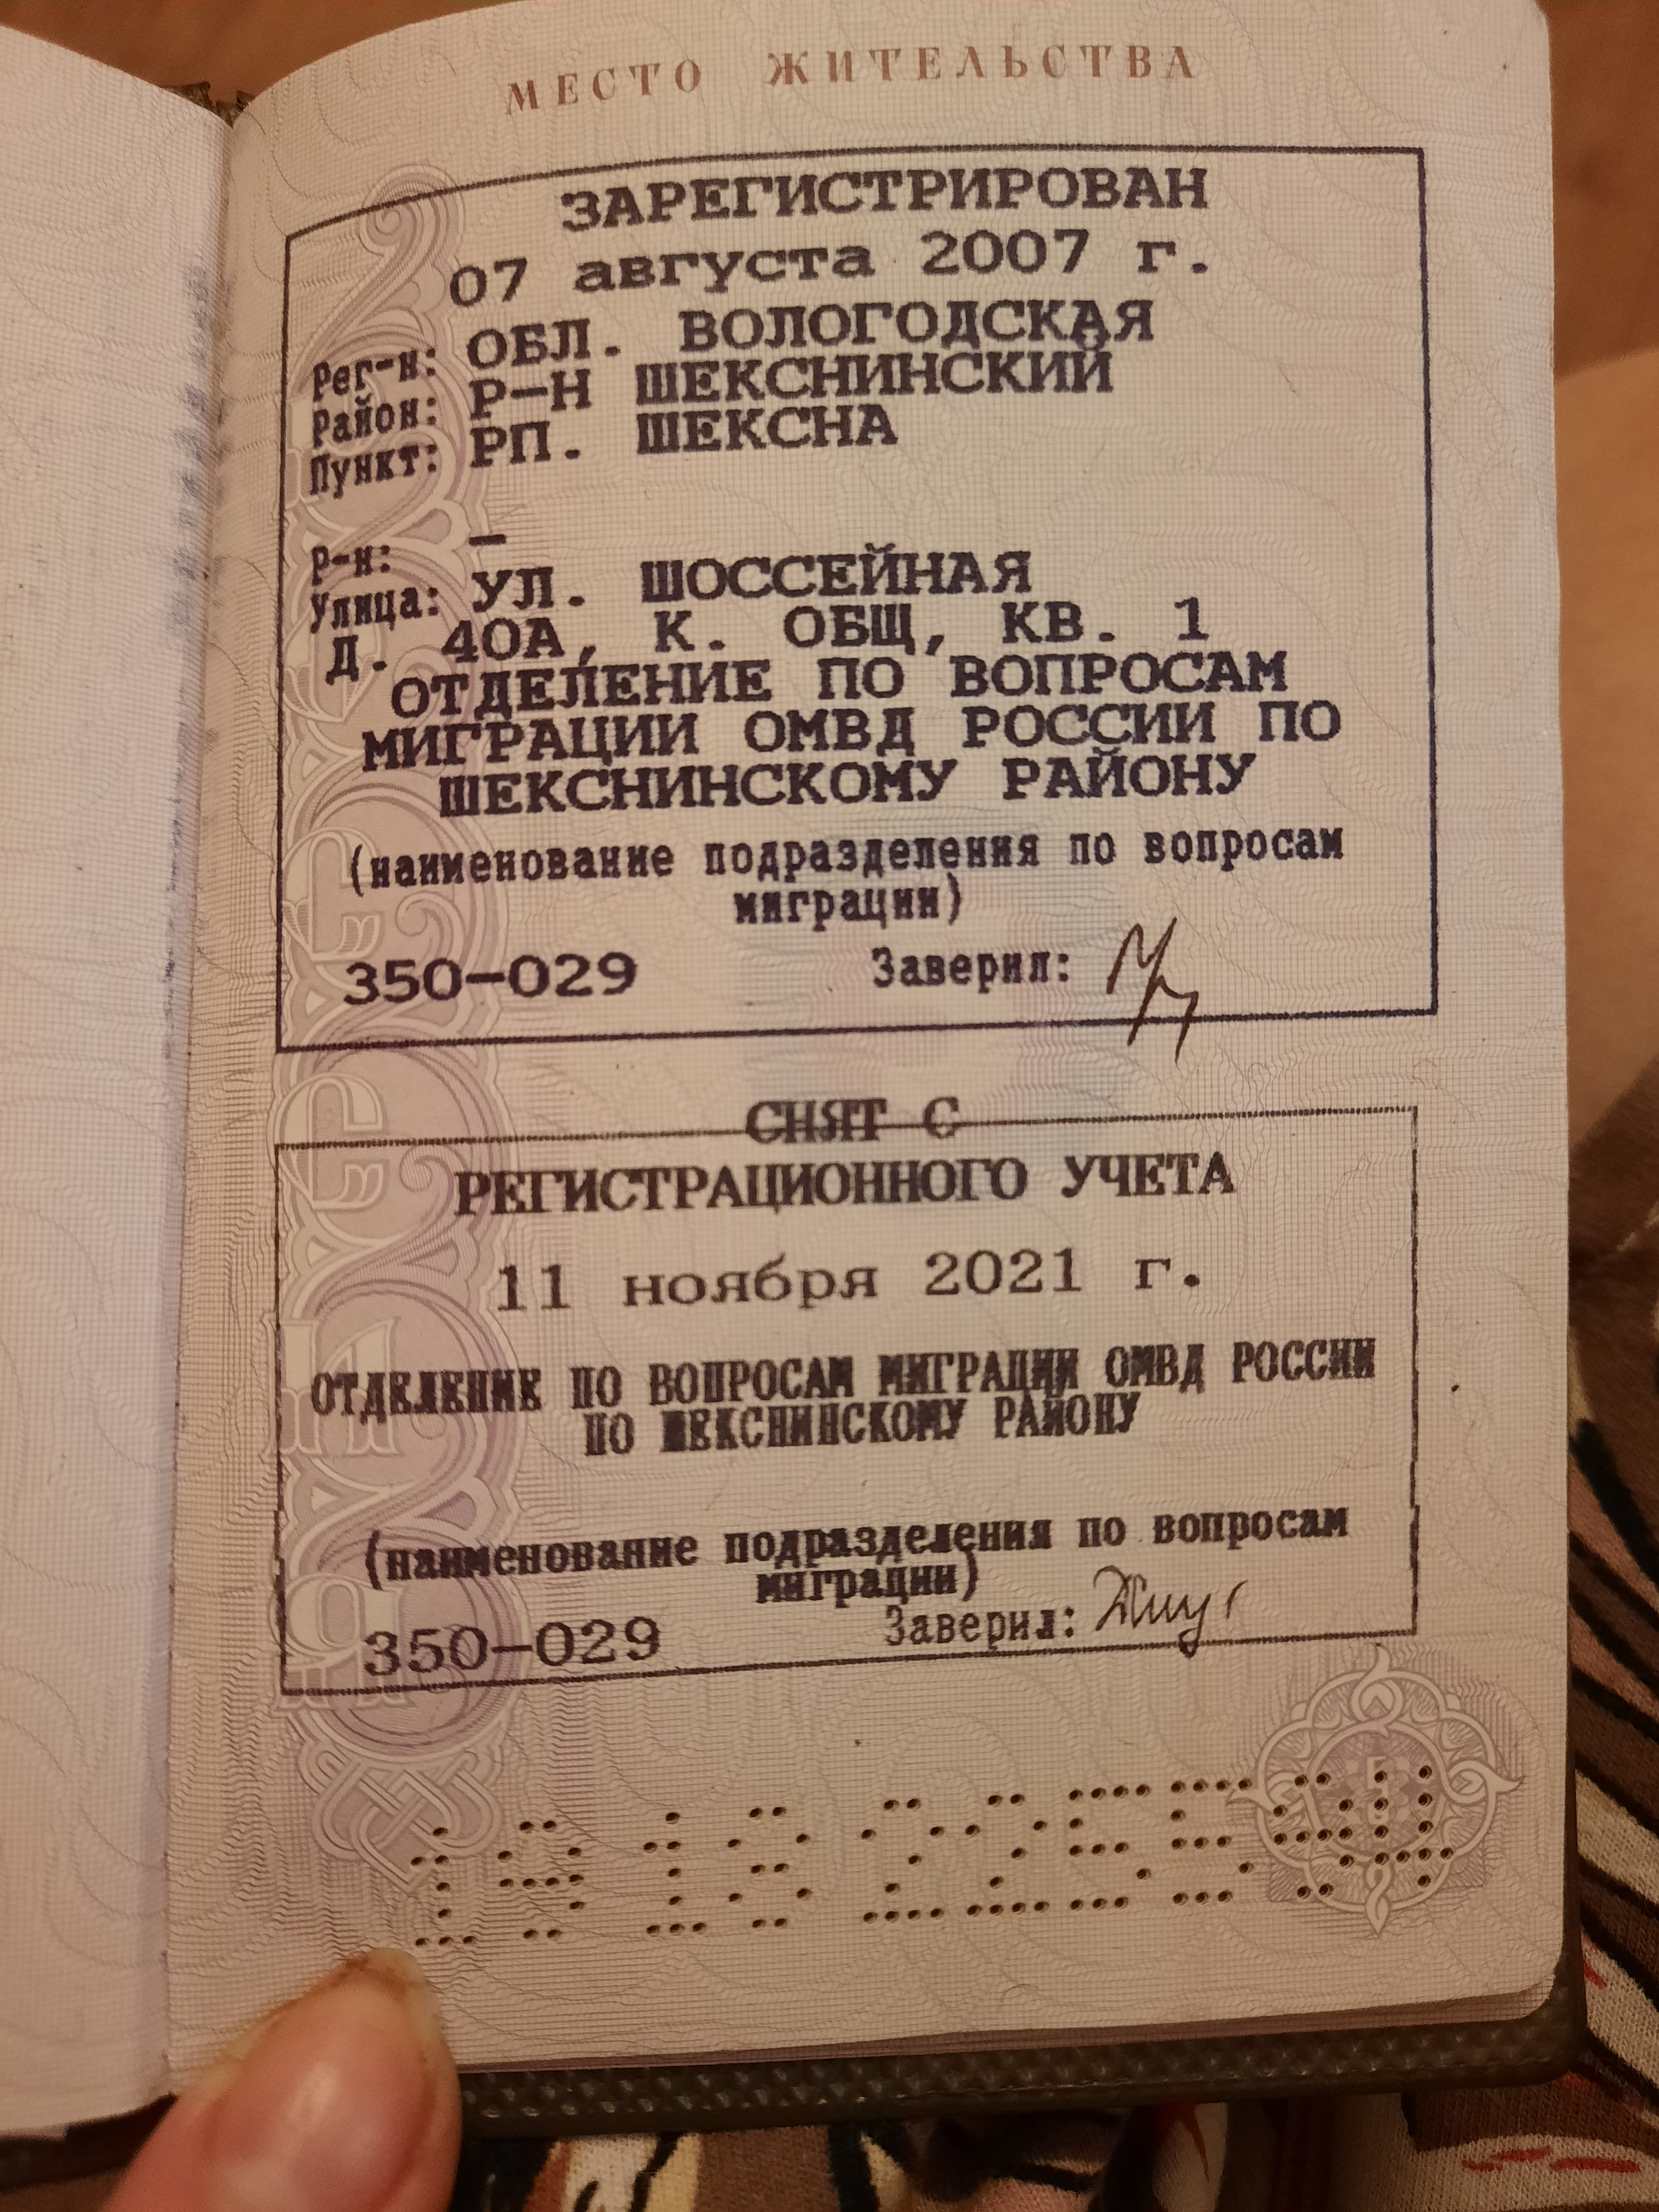 МЕСТО ЖИТЕЛЬСТВА
ЗАРЕГИСТРИРОВАН
07 августа 2007 г.
Рег-н: ОБЛ. ВОЛОГОДСКАЯ
Район: Р-Н ШЕКСНИНСКИЙ
Пункт: РП. ШЕКСНА
Р-н: –
Улица: УЛ. ШОССЕЙНАЯ
Д. 40А, К. ОБЩ, КВ. 1
ОТДЕЛЕНИЕ ПО ВОПРОСАМ
МИГРАЦИИ ОМВД РОССИИ ПО
ШЕКСНИНСКОМУ РАЙОНУ
(наименование подразделения по вопросам
миграции)
350-029 Заверил:
СНЯТ С
РЕГИСТРАЦИОННОГО УЧЕТА
11 ноября 2021 г.
ОТДЕЛЕНИЕ ПО ВОПРОСАМ МИГРАЦИИ ОМВД РОССИИ
ПО ШЕКСНИНСКОМУ РАЙОНУ
(наименование подразделения по вопросам
миграции)
350-029 Заверил: